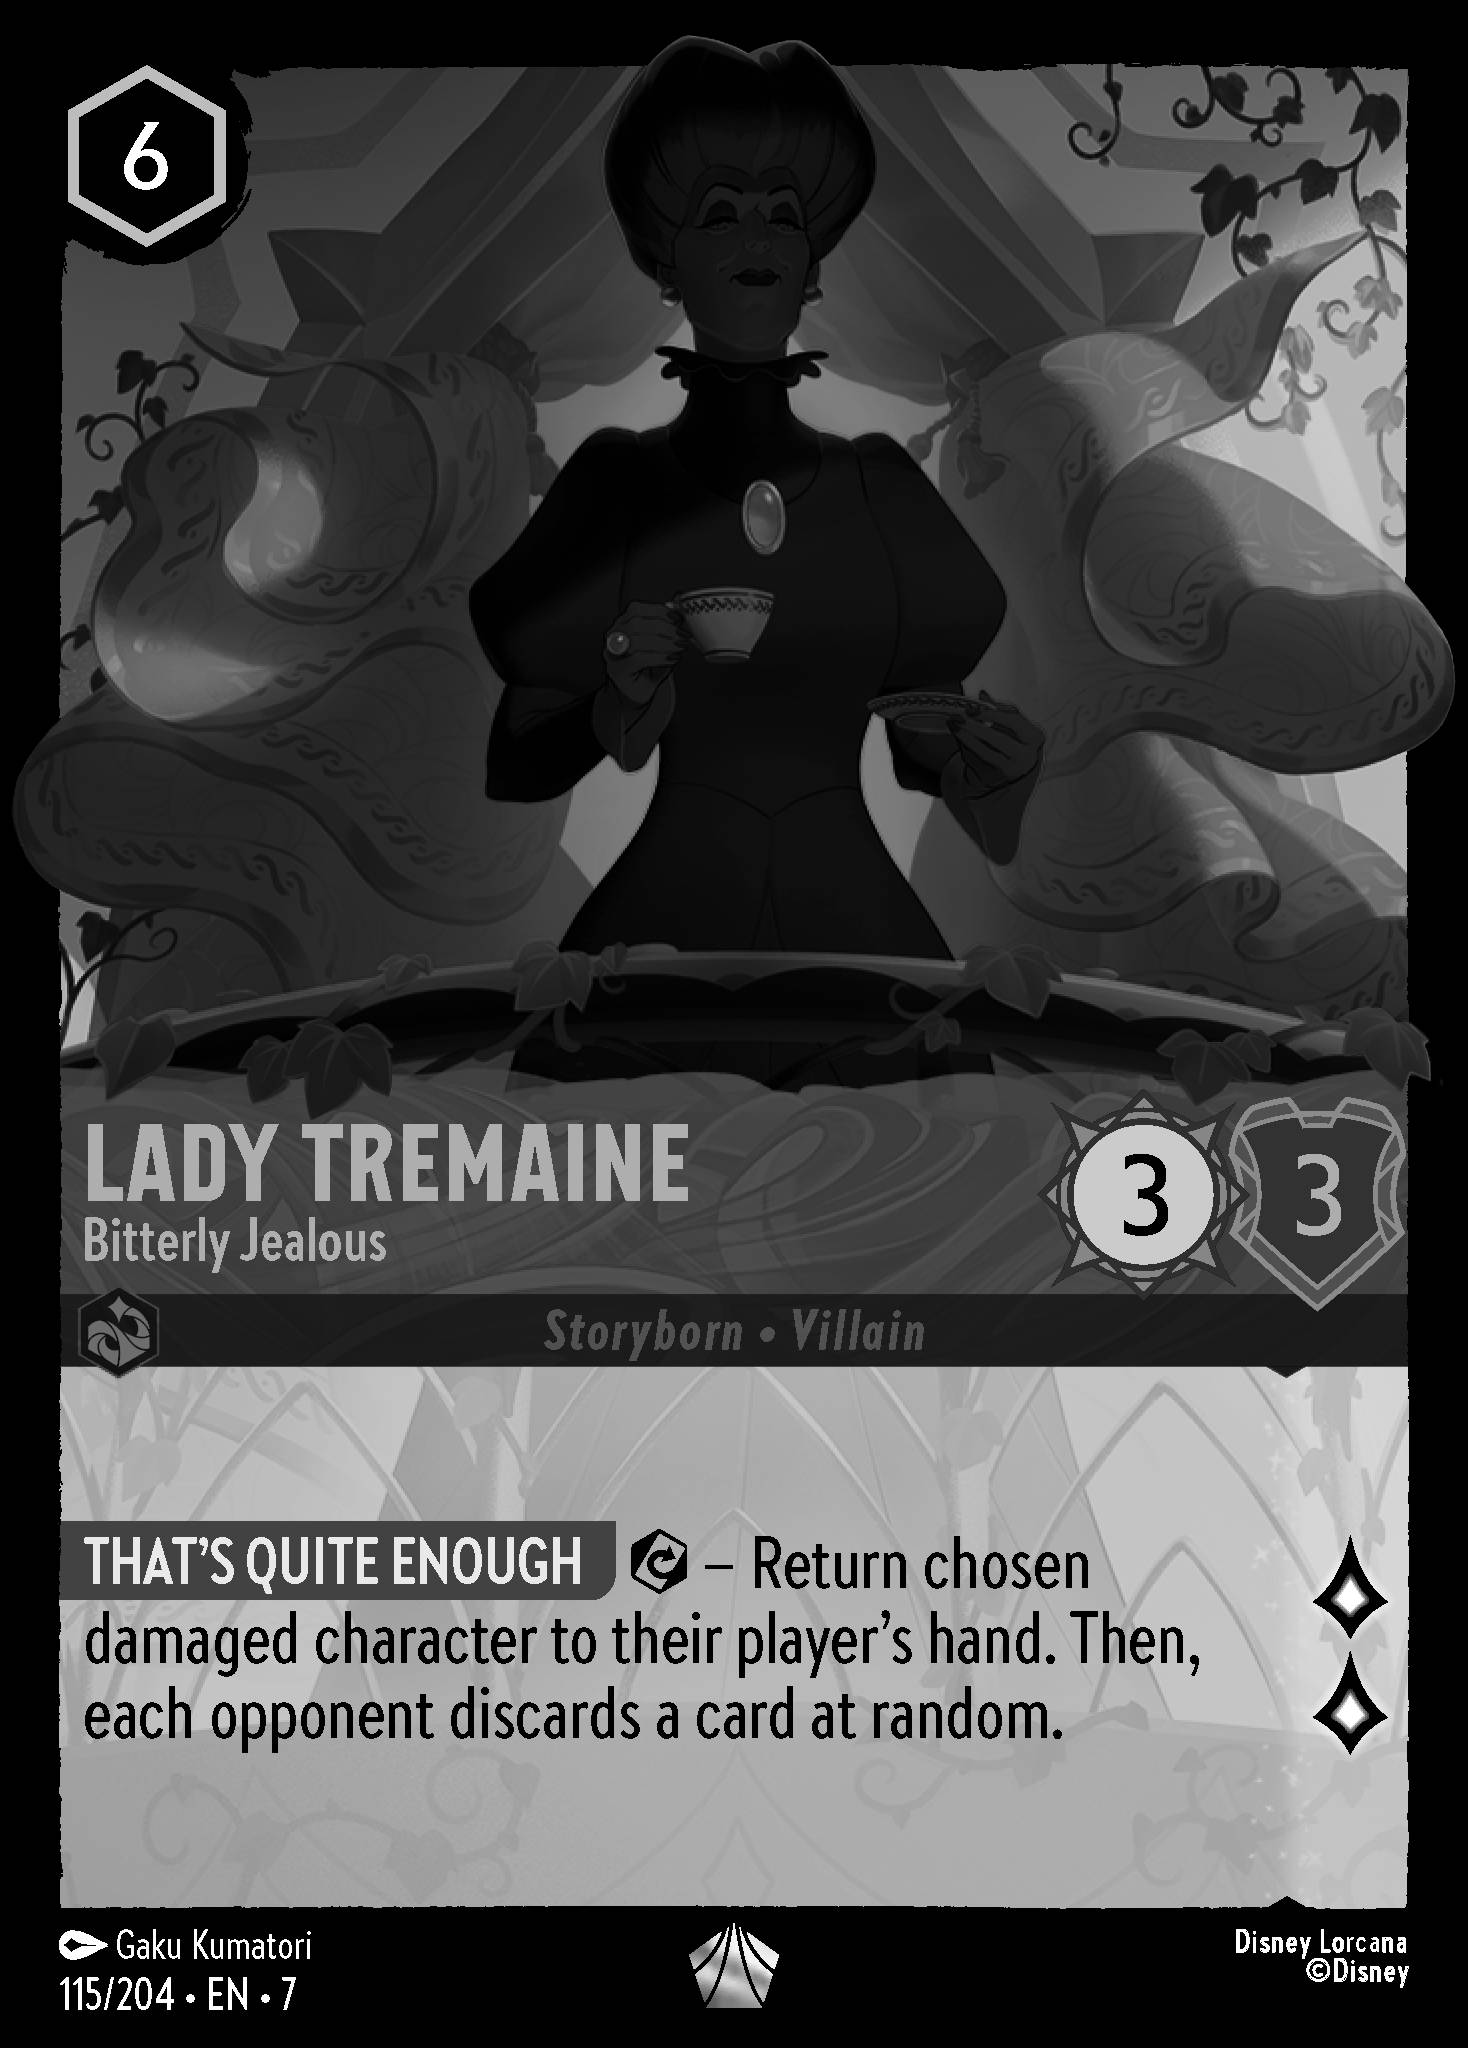 6
LADY TREMAINE
Bitterly Jealous
3 3
Storyborn • Villain
THAT'S QUITE ENOUGH – Return chosen
damaged character to their player's hand. Then,
each opponent discards a card at random.
Gaku Kumatori
115/204 • EN • 7
Disney Lorcana
©Disney